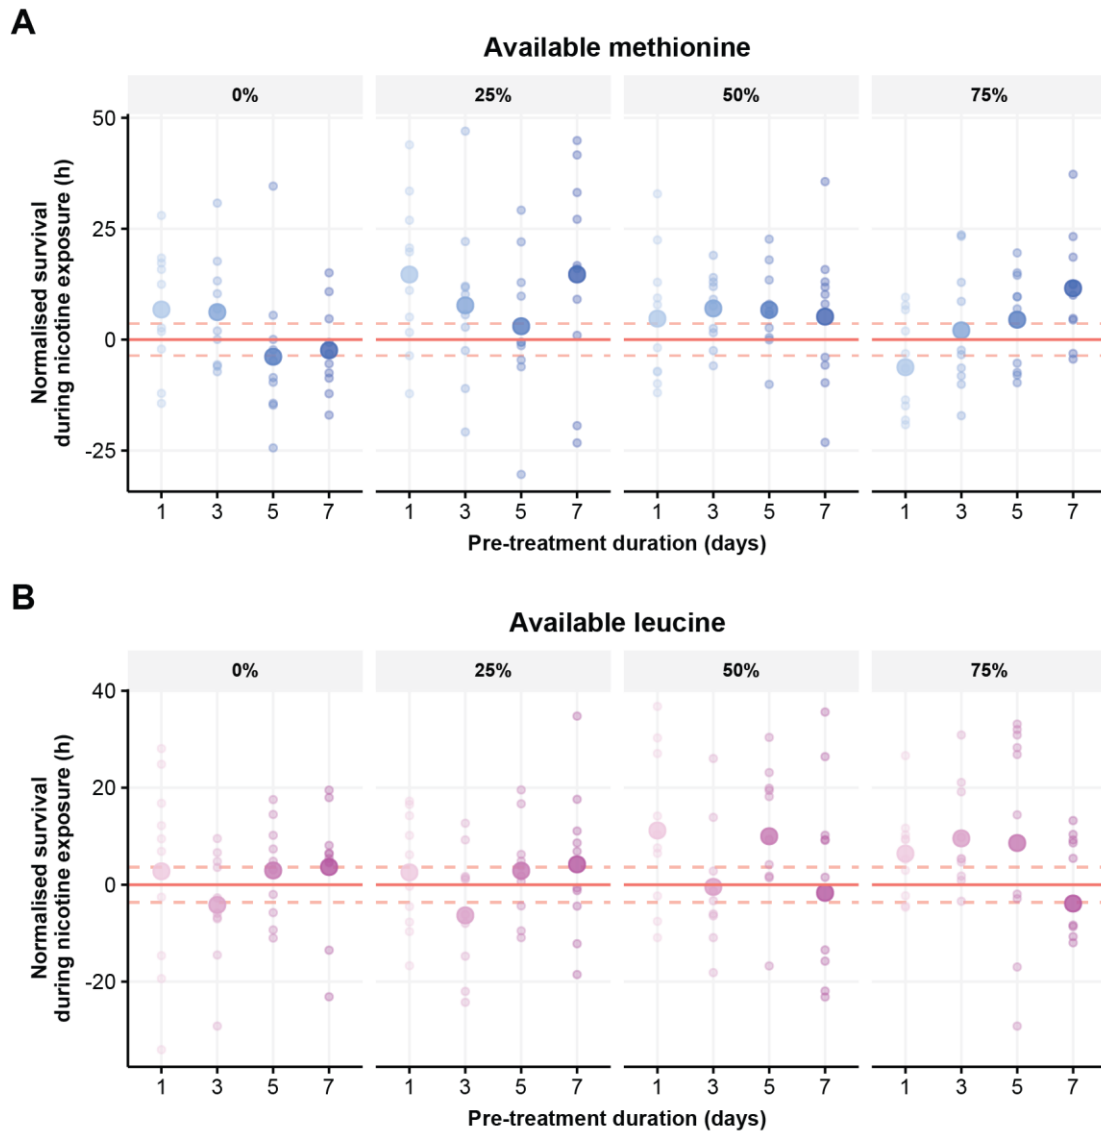 A
Available methionine
0% 25% 50% 75%
50
25
0
-25
Normalised survival
during nicotine exposure (h)
1 3 5 7 1 3 5 7 1 3 5 7 1 3 5 7
Pre-treatment duration (days)
B
Available leucine
0% 25% 50% 75%
40
20
0
-20
Normalised survival
during nicotine exposure (h)
1 3 5 7 1 3 5 7 1 3 5 7 1 3 5 7
Pre-treatment duration (days)